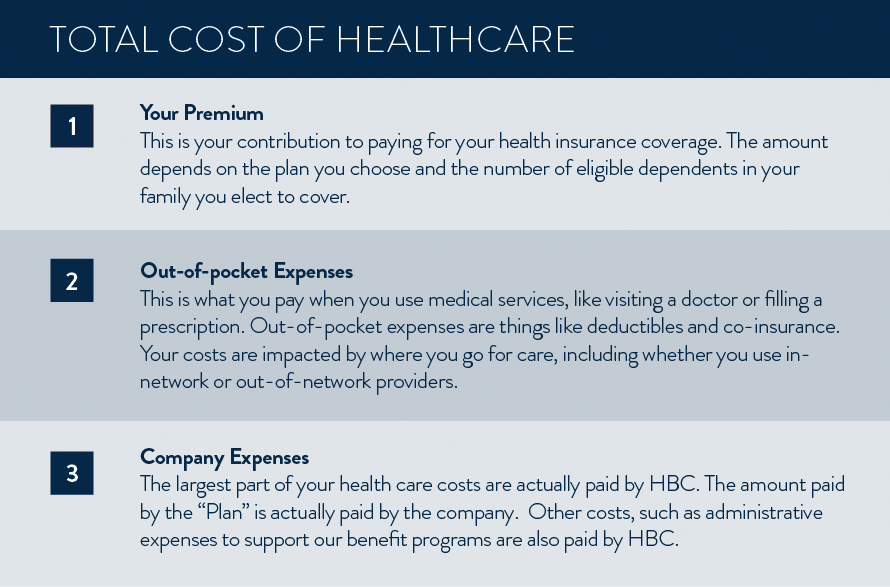 TOTAL COST OF HEALTHCARE
1
Your Premium
This is your contribution to paying for your health insurance coverage. The amount
depends on the plan you choose and the number of eligible dependents in your
family you elect to cover.
2
Out-of-pocket Expenses
This is what you pay when you use medical services, like visiting a doctor or filling a
prescription. Out-of-pocket expenses are things like deductibles and co-insurance.
Your costs are impacted by where you go for care, including whether you use in-
network or out-of-network providers.
3
Company Expenses
The largest part of your health care costs are actually paid by HBC. The amount paid
by the “Plan” is actually paid by the company.  Other costs, such as administrative
expenses to support our benefit programs are also paid by HBC.